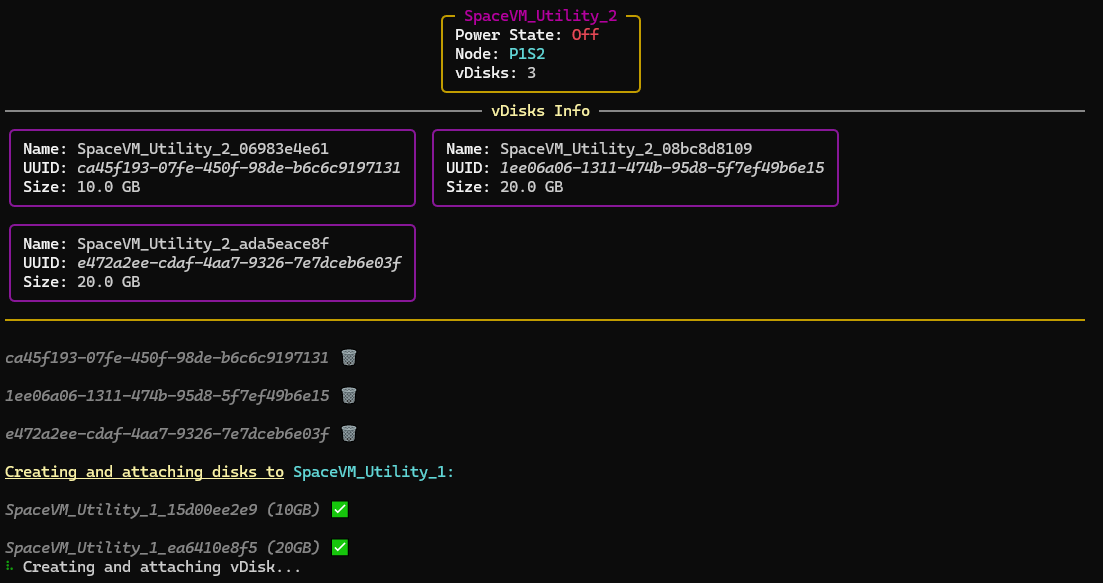 SpaceVM_Utility_2
Power State: Off
Node: P1S2
vDisks: 3
vDisks Info
Name: SpaceVM_Utility_2_06983e4e61
UUID: ca45f193-07fe-450f-98de-b6c6c9197131
Size: 10.0 GB
Name: SpaceVM_Utility_2_08bc8d8109
UUID: 1ee06a06-1311-474b-95d8-5f7ef49b6e15
Size: 20.0 GB
Name: SpaceVM_Utility_2_ada5eace8f
UUID: e472a2ee-cdaf-4aa7-9326-7e7dceb6e03f
Size: 20.0 GB
ca45f193-07fe-450f-98de-b6c6c9197131 🗑️
1ee06a06-1311-474b-95d8-5f7ef49b6e15 🗑️
e472a2ee-cdaf-4aa7-9326-7e7dceb6e03f 🗑️
Creating and attaching disks to SpaceVM_Utility_1:
SpaceVM_Utility_1_15d00ee2e9 (10GB) ✅
SpaceVM_Utility_1_ea6410e8f5 (20GB) ✅
Creating and attaching vDisk...